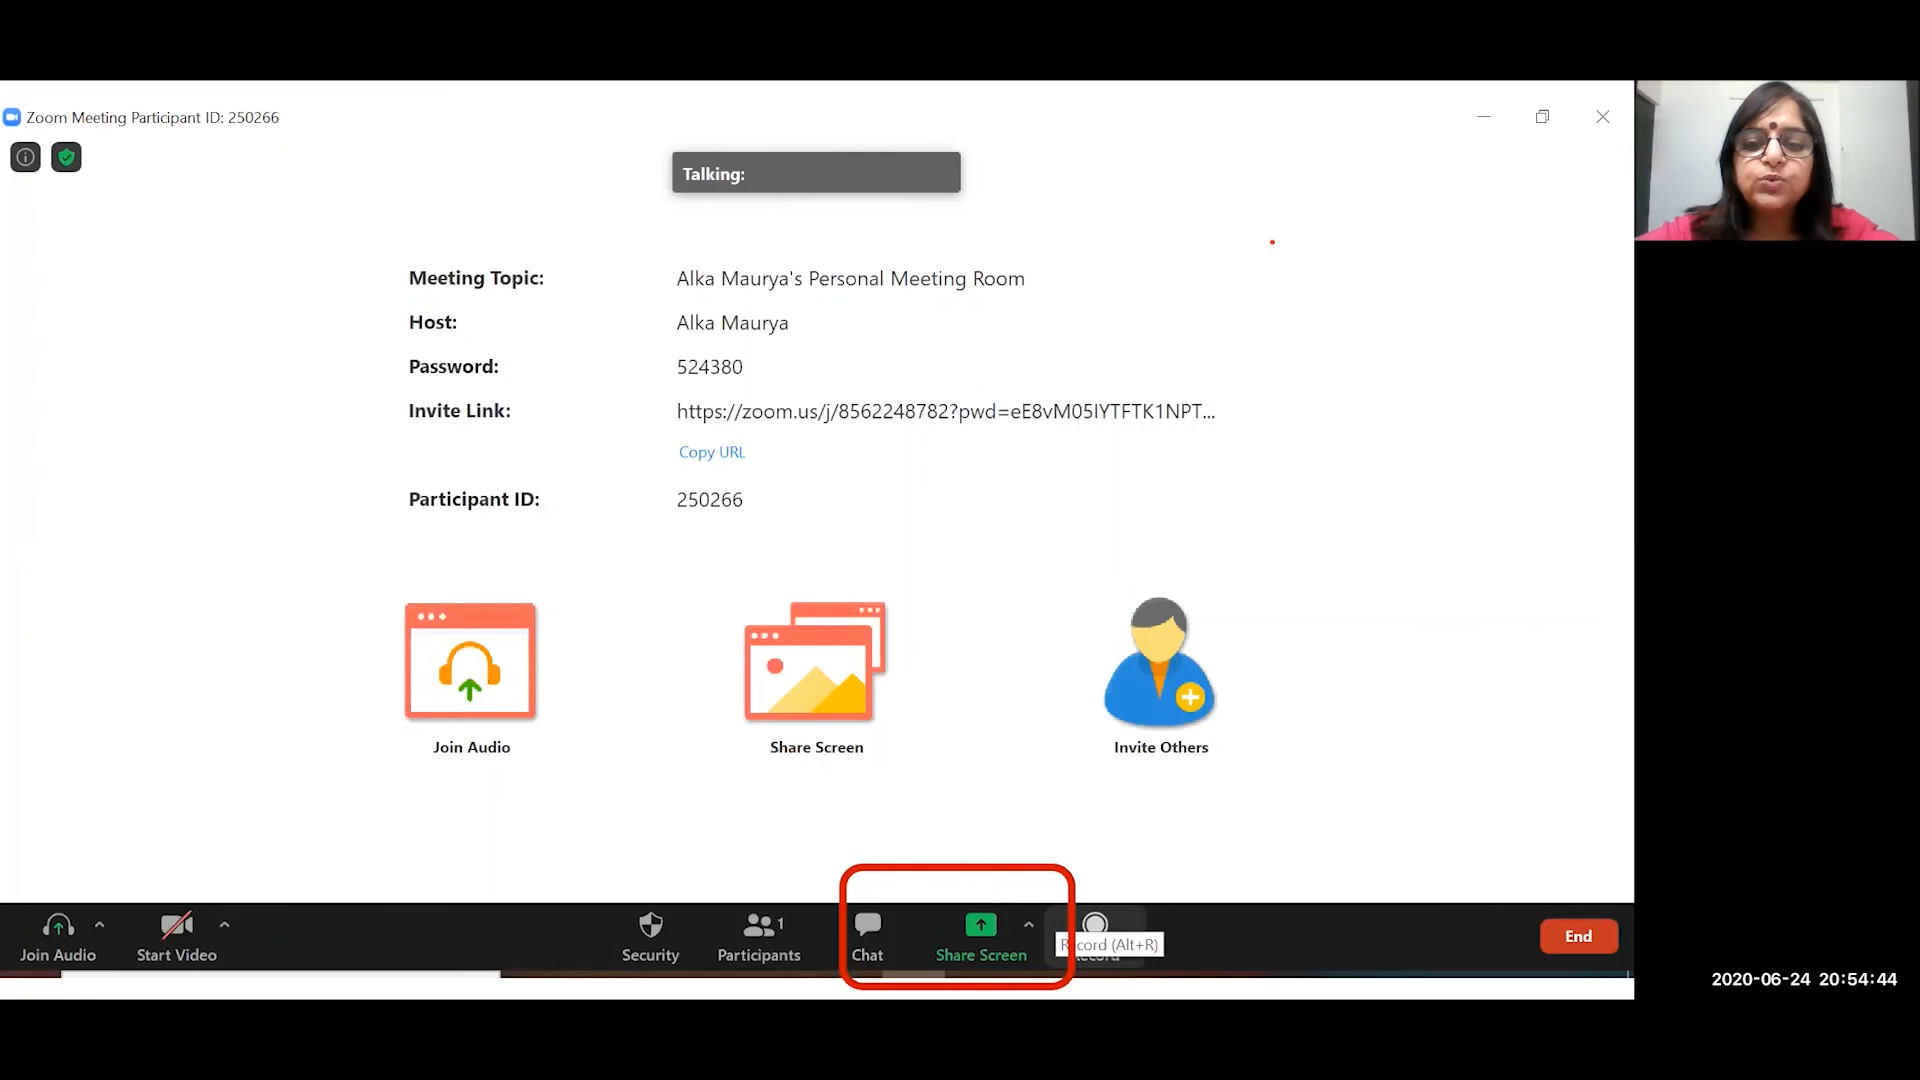 Zoom Meeting Participant ID: 250266
Talking:
Meeting Topic: Alka Maurya's Personal Meeting Room
Host: Alka Maurya
Password: 524380
Invite Link: https://zoom.us/j/8562248782?pwd=eE8vM05IYTFTK1NPT...
Copy URL
Participant ID: 250266
Join Audio Share Screen Invite Others
1
Join Audio Start Video Security Participants Chat Share Screen Record (Alt+R) End
2020-06-24 20:54:44